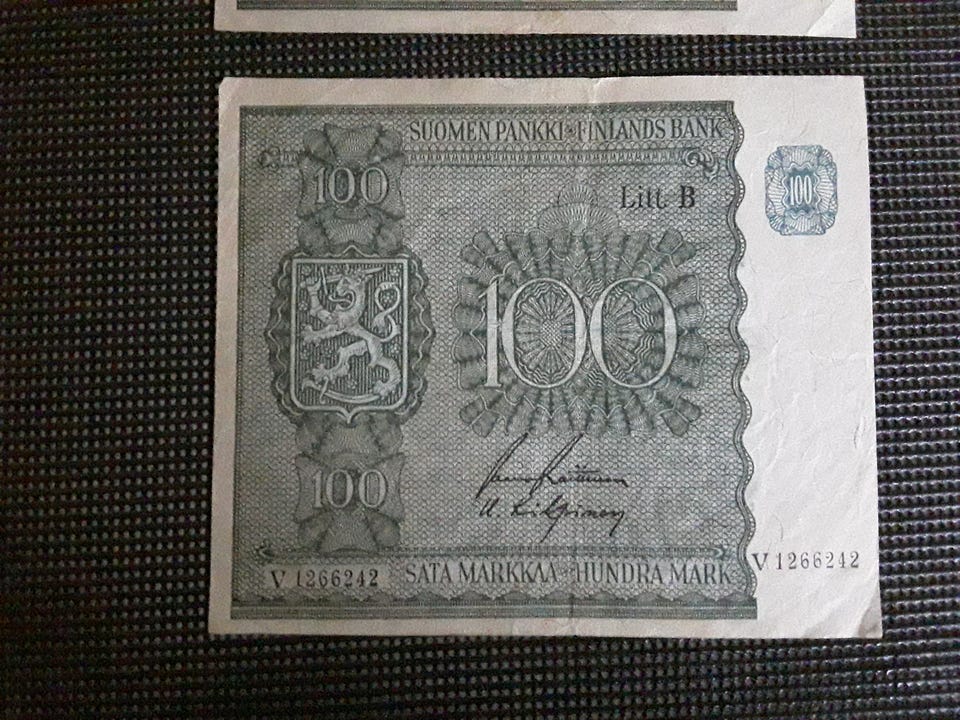 SUOMEN PANKKI • FINLANDS BANK
100
Litt. B
100
100
100
V 1266242
SATA MARKKAA • HUNDRA MARK
V 1266242